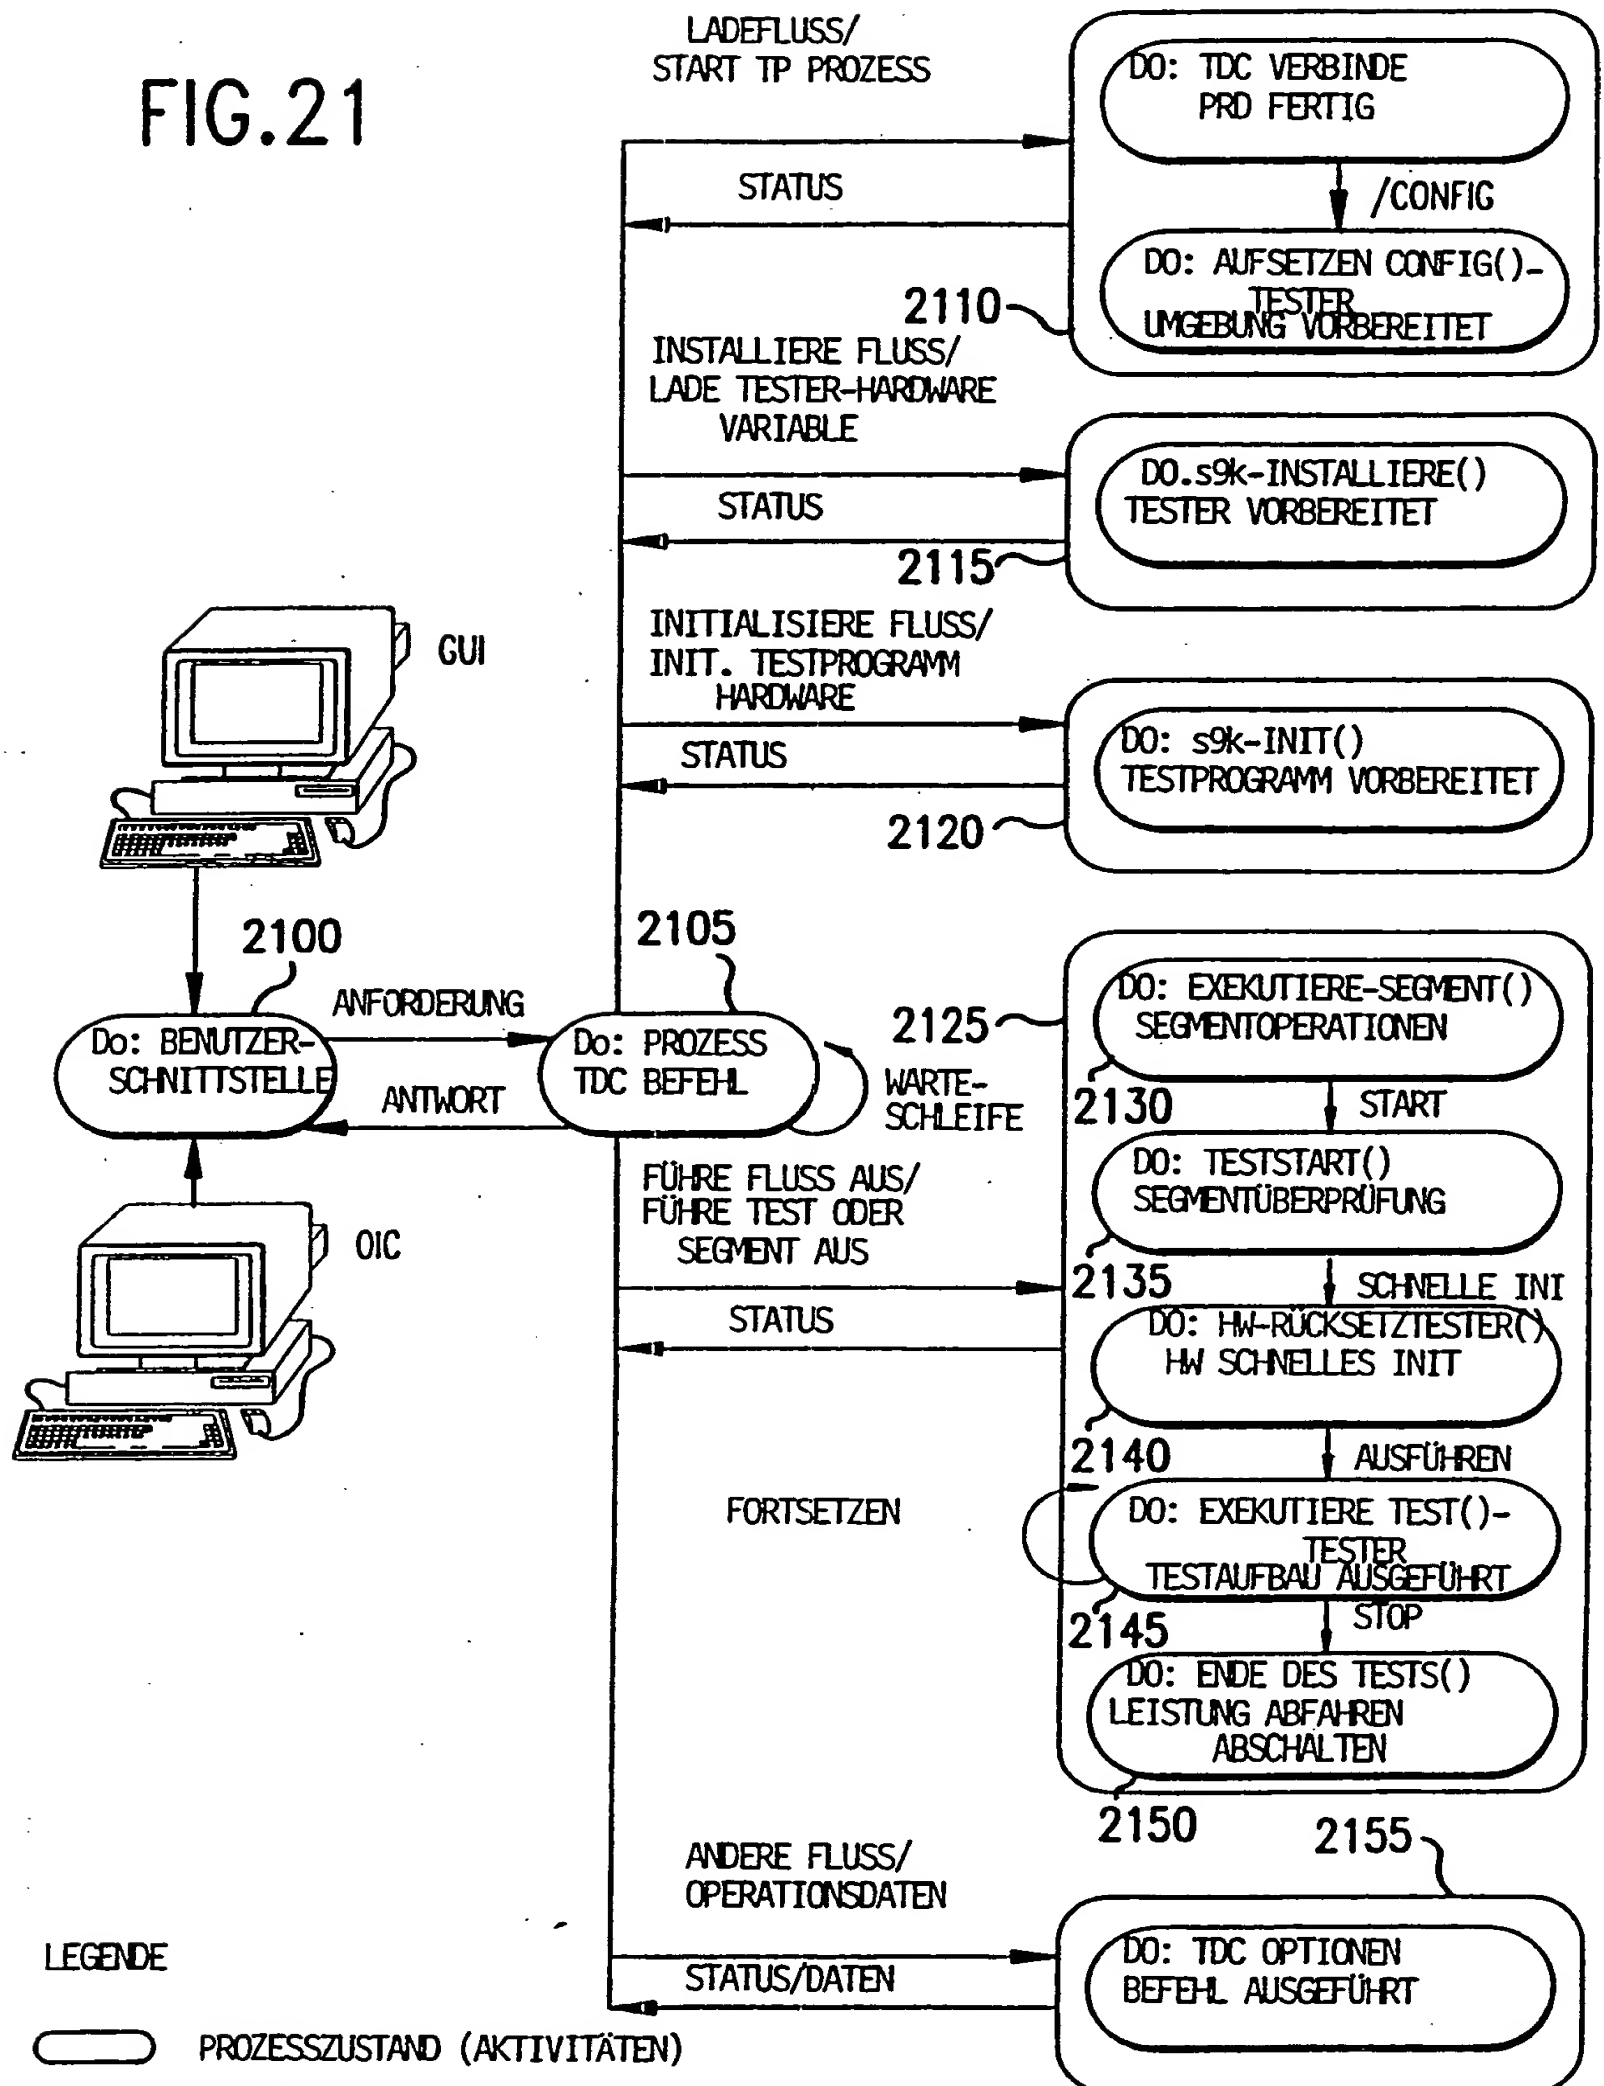 FIG.21
LADEFLUSS/
START TP PROZESS
STATUS
DO: TDC VERBINDE
PRD FERTIG
/CONFIG
DO: AUFSETZEN CONFIG()-
TESTER
UMGEBUNG VORBEREITET
2110
INSTALLIERE FLUSS/
LADE TESTER-HARDWARE
VARIABLE
STATUS
DO.s9k-INSTALLIERE()
TESTER VORBEREITET
2115
INITIALISIERE FLUSS/
INIT. TESTPROGRAMM
HARDWARE
STATUS
DO: s9k-INIT()
TESTPROGRAMM VORBEREITET
2120
GUI
2100
Do: BENUTZER-
SCHNITTSTELLE
ANFORDERUNG
ANTWORT
2105
Do: PROZESS
TDC BEFEHL
WARTE-
SCHLEIFE
OIC
FÜHRE FLUSS AUS/
FÜHRE TEST ODER
SEGMENT AUS
STATUS
2125
DO: EXEKUTIERE-SEGMENT()
SEGMENTOPERATIONEN
2130
START
DO: TESTSTART()
SEGMENTÜBERPRÜFUNG
2135
SCHNELLE INI
DO: HW-RÜCKSETZTESTER()
HW SCHNELLES INIT
2140
AUSFÜHREN
FORTSETZEN
DO: EXEKUTIERE TEST()-
TESTER
TESTAUFBAU AUSGEFÜHRT
2145
STOP
DO: ENDE DES TESTS()
LEISTUNG ABFAHREN
ABSCHALTEN
2150
2155
ANDERE FLUSS/
OPERATIONSDATEN
STATUS/DATEN
DO: TDC OPTIONEN
BEFEHL AUSGEFÜHRT
LEGENDE
PROZESSZUSTAND (AKTIVITÄTEN)